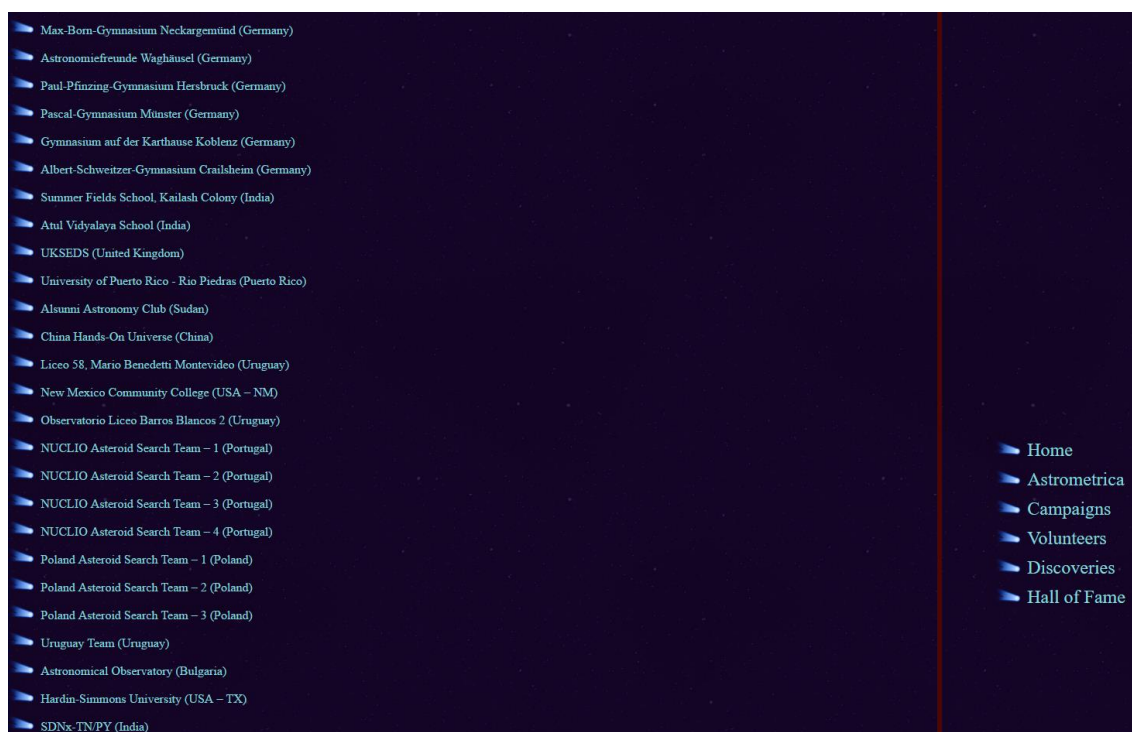 Max-Born-Gymnasium Neckargemünd (Germany)
Astronomiefreunde Waghäusel (Germany)
Paul-Pfinzing-Gymnasium Hersbruck (Germany)
Pascal-Gymnasium Münster (Germany)
Gymnasium auf der Karthause Koblenz (Germany)
Albert-Schweitzer-Gymnasium Crailsheim (Germany)
Summer Fields School, Kailash Colony (India)
Atul Vidyalaya School (India)
UKSEDS (United Kingdom)
University of Puerto Rico - Rio Piedras (Puerto Rico)
Alsunni Astronomy Club (Sudan)
China Hands-On Universe (China)
Liceo 58, Mario Benedetti Montevideo (Uruguay)
New Mexico Community College (USA – NM)
Observatorio Liceo Barros Blancos 2 (Uruguay)
NUCLIO Asteroid Search Team – 1 (Portugal)
NUCLIO Asteroid Search Team – 2 (Portugal)
NUCLIO Asteroid Search Team – 3 (Portugal)
NUCLIO Asteroid Search Team – 4 (Portugal)
Poland Asteroid Search Team – 1 (Poland)
Poland Asteroid Search Team – 2 (Poland)
Poland Asteroid Search Team – 3 (Poland)
Uruguay Team (Uruguay)
Astronomical Observatory (Bulgaria)
Hardin-Simmons University (USA – TX)
SDNx-TN/PY (India)
Home
Astrometrica
Campaigns
Volunteers
Discoveries
Hall of Fame